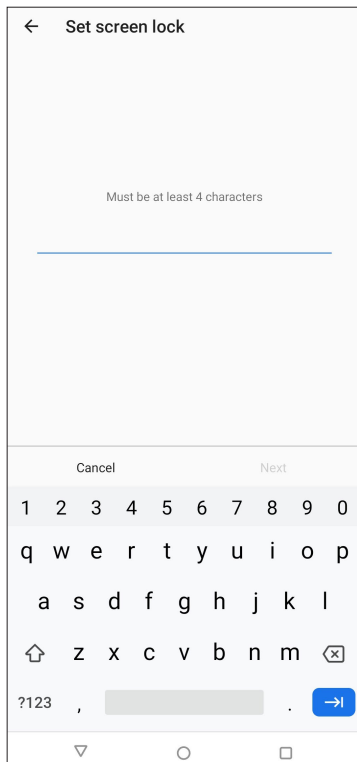 Set screen lock
Must be at least 4 characters
Cancel Next
1 2 3 4 5 6 7 8 9 0
q w e r t y u i o p
a s d f g h j k l
z x c v b n m
?123 , .